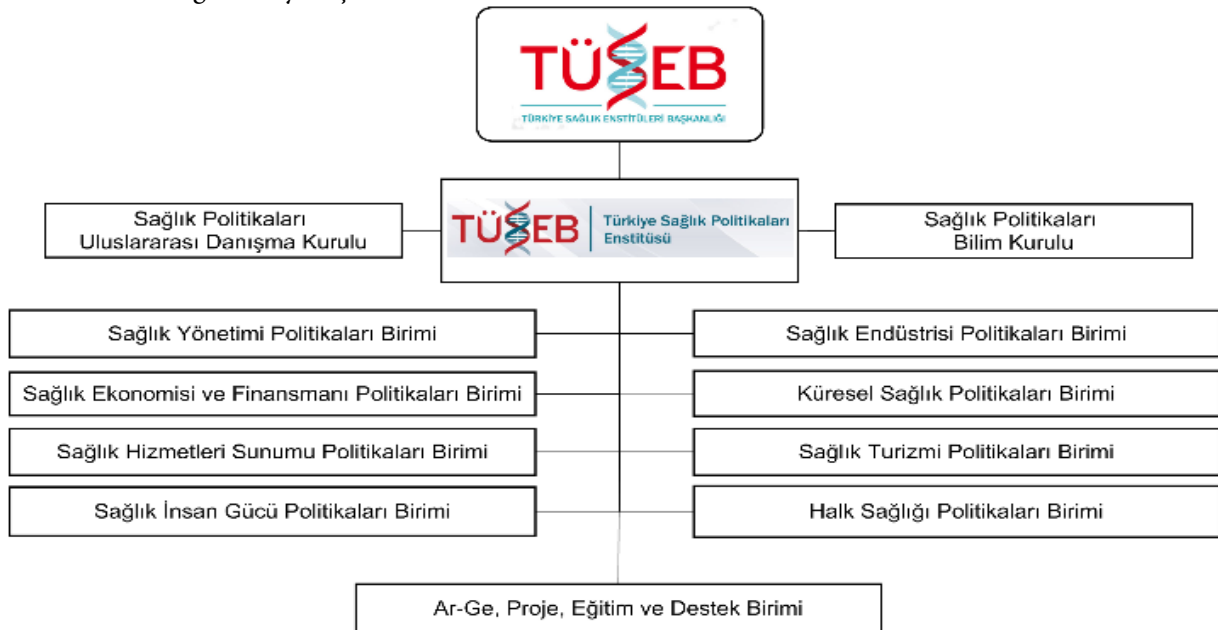 TÜSEB
TÜRKİYE SAĞLIK ENSTİTÜLERİ BAŞKANLIĞI
Sağlık Politikaları
Uluslararası Danışma Kurulu
TÜSEB
Türkiye Sağlık Politikaları
Enstitüsü
Sağlık Politikaları
Bilim Kurulu
Sağlık Yönetimi Politikaları Birimi
Sağlık Endüstrisi Politikaları Birimi
Sağlık Ekonomisi ve Finansmanı Politikaları Birimi
Küresel Sağlık Politikaları Birimi
Sağlık Hizmetleri Sunumu Politikaları Birimi
Sağlık Turizmi Politikaları Birimi
Sağlık İnsan Gücü Politikaları Birimi
Halk Sağlığı Politikaları Birimi
Ar-Ge, Proje, Eğitim ve Destek Birimi